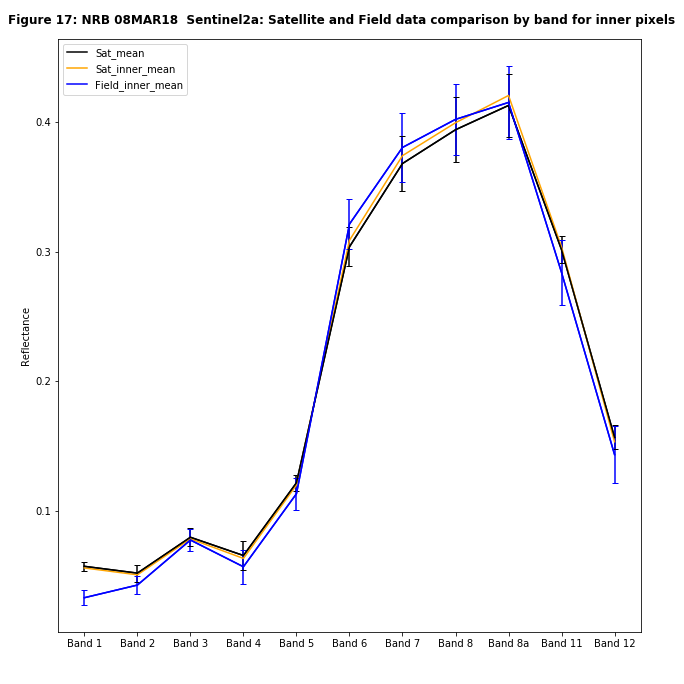 Figure 17: NRB 08MAR18  Sentinel2a: Satellite and Field data comparison by band for inner pixels
Sat_mean
Sat_inner_mean
Field_inner_mean
Reflectance
0.4
0.3
0.2
0.1
Band 1 Band 2 Band 3 Band 4 Band 5 Band 6 Band 7 Band 8 Band 8a Band 11 Band 12